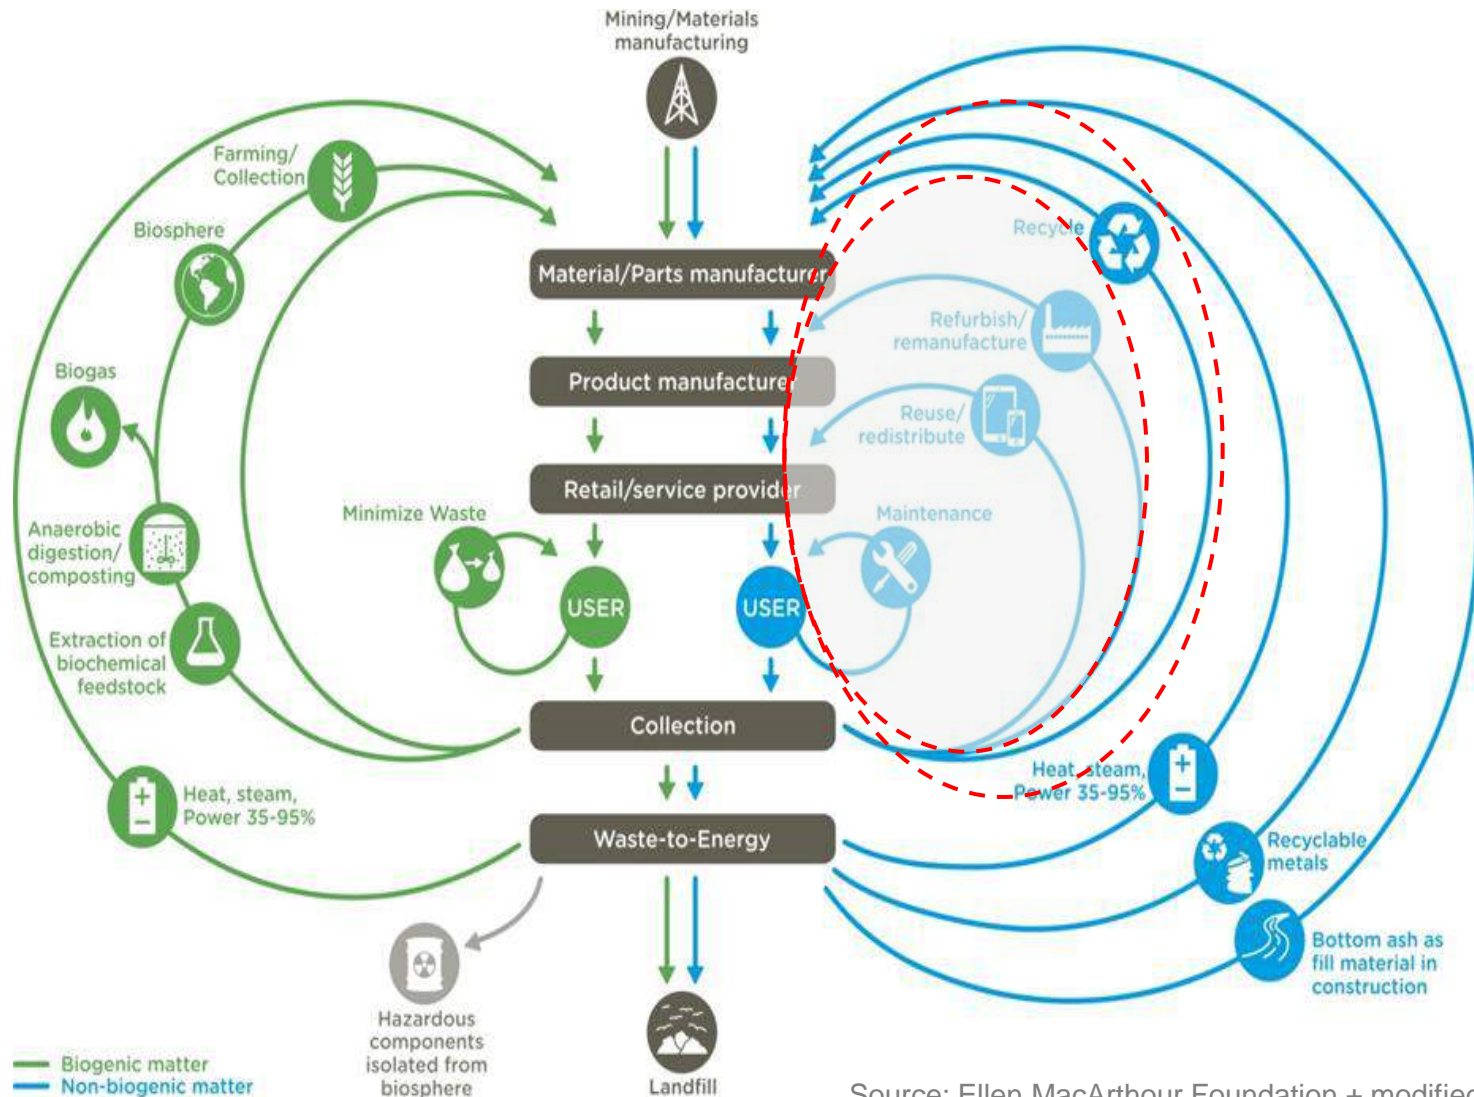 Mining/Materials
manufacturing
Farming/
Collection
Biosphere
Biogas
Anaerobic
digestion/
composting
Extraction of
biochemical
feedstock
Minimize Waste
Heat, steam,
Power 35-95%
Material/Parts manufacturer
Product manufacturer
Retail/service provider
USER
USER
Collection
Waste-to-Energy
Recycle
Refurbish/
remanufacture
Reuse/
redistribute
Maintenance
Heat, steam,
Power 35-95%
Recyclable
metals
Bottom ash as
fill material in
construction
Hazardous
components
isolated from
biosphere
Landfill
Biogenic matter
Non-biogenic matter
Source: Ellen MacArthour Foundation + modified